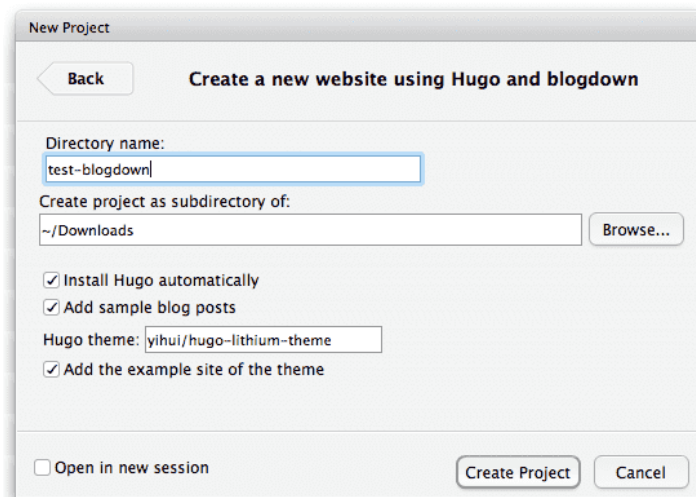 New Project
Back
Create a new website using Hugo and blogdown
Directory name:
test-blogdown
Create project as subdirectory of:
~/Downloads
Browse...
Install Hugo automatically
Add sample blog posts
Hugo theme: yihui/hugo-lithium-theme
Add the example site of the theme
Open in new session
Create Project
Cancel